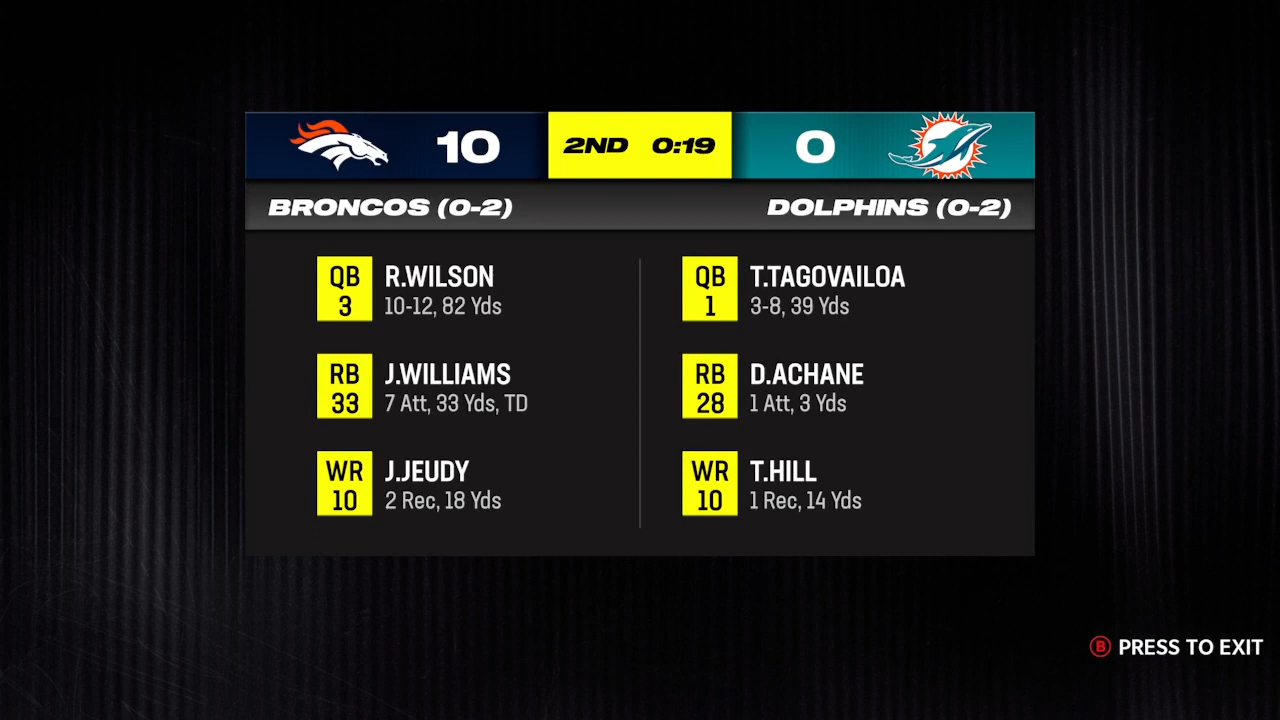 10 2ND 0:19 0
BRONCOS (0-2) DOLPHINS (0-2)
QB 3 R.WILSON
10-12, 82 Yds
RB 33 J.WILLIAMS
7 Att, 33 Yds, TD
WR 10 J.JEUDY
2 Rec, 18 Yds
QB 1 T.TAGOVAILOA
3-8, 39 Yds
RB 28 D.ACHANE
1 Att, 3 Yds
WR 10 T.HILL
1 Rec, 14 Yds
B PRESS TO EXIT